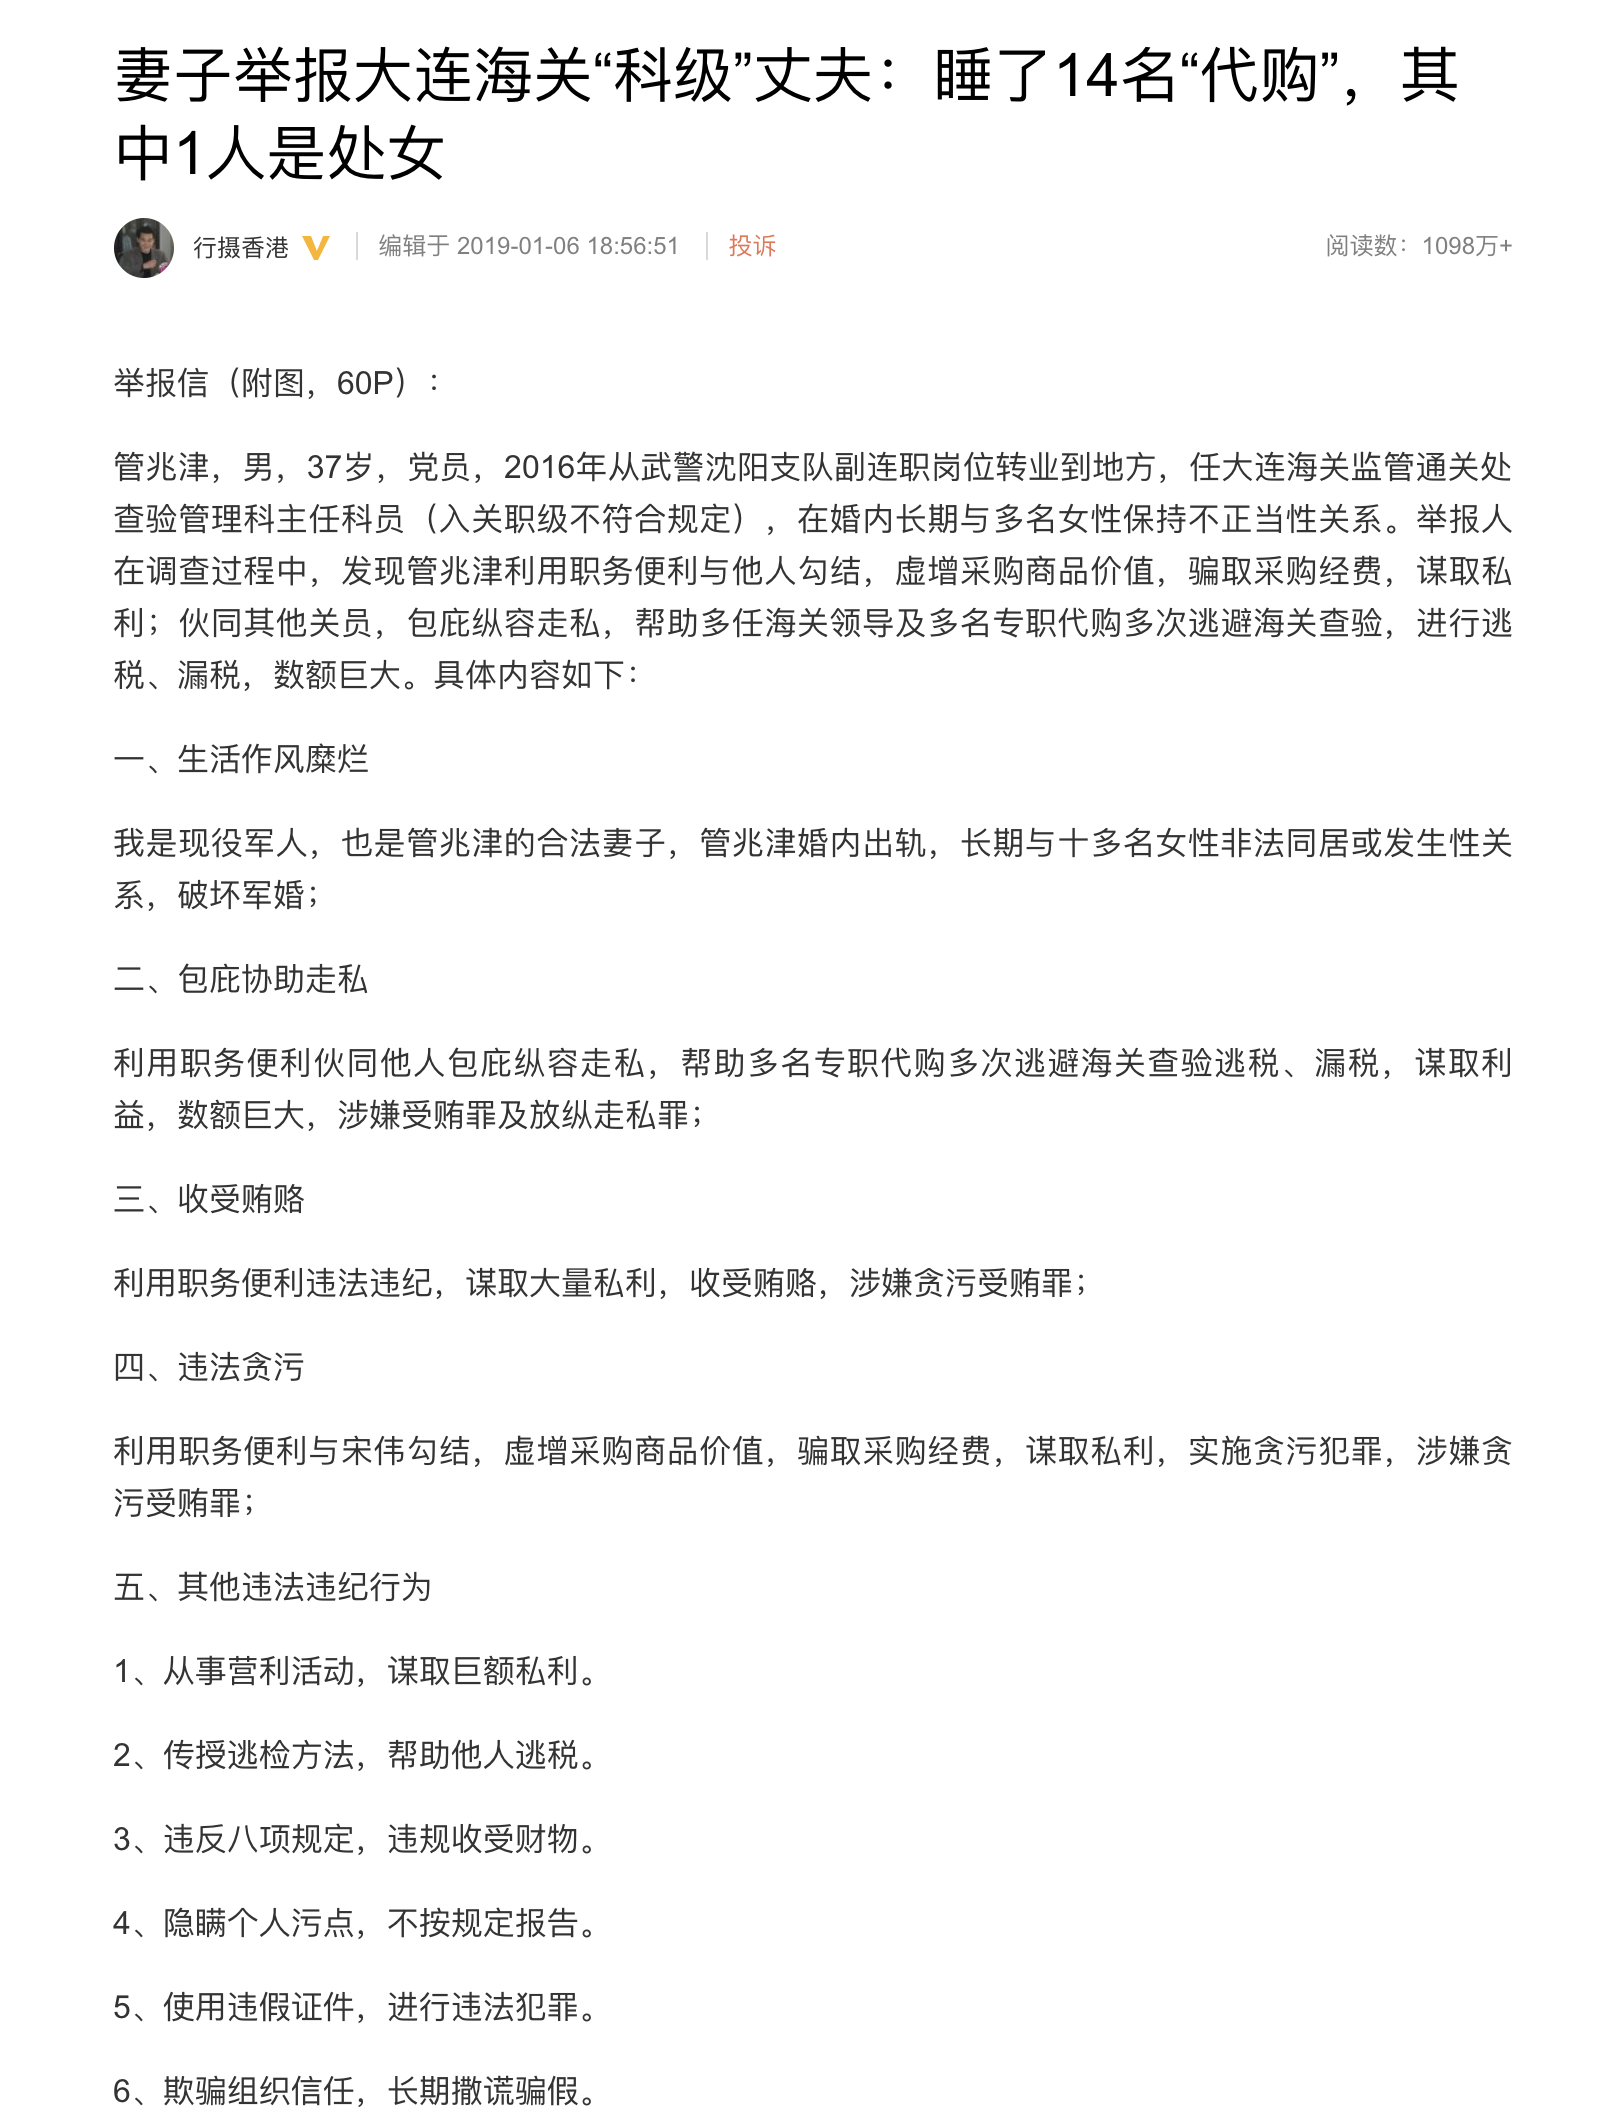 妻子举报大连海关“科级”丈夫：睡了14名“代购”，其
中1人是处女
行摄香港 编辑于 2019-01-06 18:56:51 投诉 阅读数：1098万+
举报信（附图，60P）：
管兆津，男，37岁，党员，2016年从武警沈阳支队副连职岗位转业到地方，任大连海关监管通关处
查验管理科主任科员（入关职级不符合规定），在婚内长期与多名女性保持不正当性关系。举报人
在调查过程中，发现管兆津利用职务便利与他人勾结，虚增采购商品价值，骗取采购经费，谋取私
利；伙同其他关员，包庇纵容走私，帮助多任海关领导及多名专职代购多次逃避海关查验，进行逃
税、漏税，数额巨大。具体内容如下：
一、生活作风糜烂
我是现役军人，也是管兆津的合法妻子，管兆津婚内出轨，长期与十多名女性非法同居或发生性关
系，破坏军婚；
二、包庇协助走私
利用职务便利伙同他人包庇纵容走私，帮助多名专职代购多次逃避海关查验逃税、漏税，谋取利
益，数额巨大，涉嫌受贿罪及放纵走私罪；
三、收受贿赂
利用职务便利违法违纪，谋取大量私利，收受贿赂，涉嫌贪污受贿罪；
四、违法贪污
利用职务便利与宋伟勾结，虚增采购商品价值，骗取采购经费，谋取私利，实施贪污犯罪，涉嫌贪
污受贿罪；
五、其他违法违纪行为
1、从事营利活动，谋取巨额私利。
2、传授逃检方法，帮助他人逃税。
3、违反八项规定，违规收受财物。
4、隐瞒个人污点，不按规定报告。
5、使用违假证件，进行违法犯罪。
6、欺骗组织信任，长期撒谎骗假。